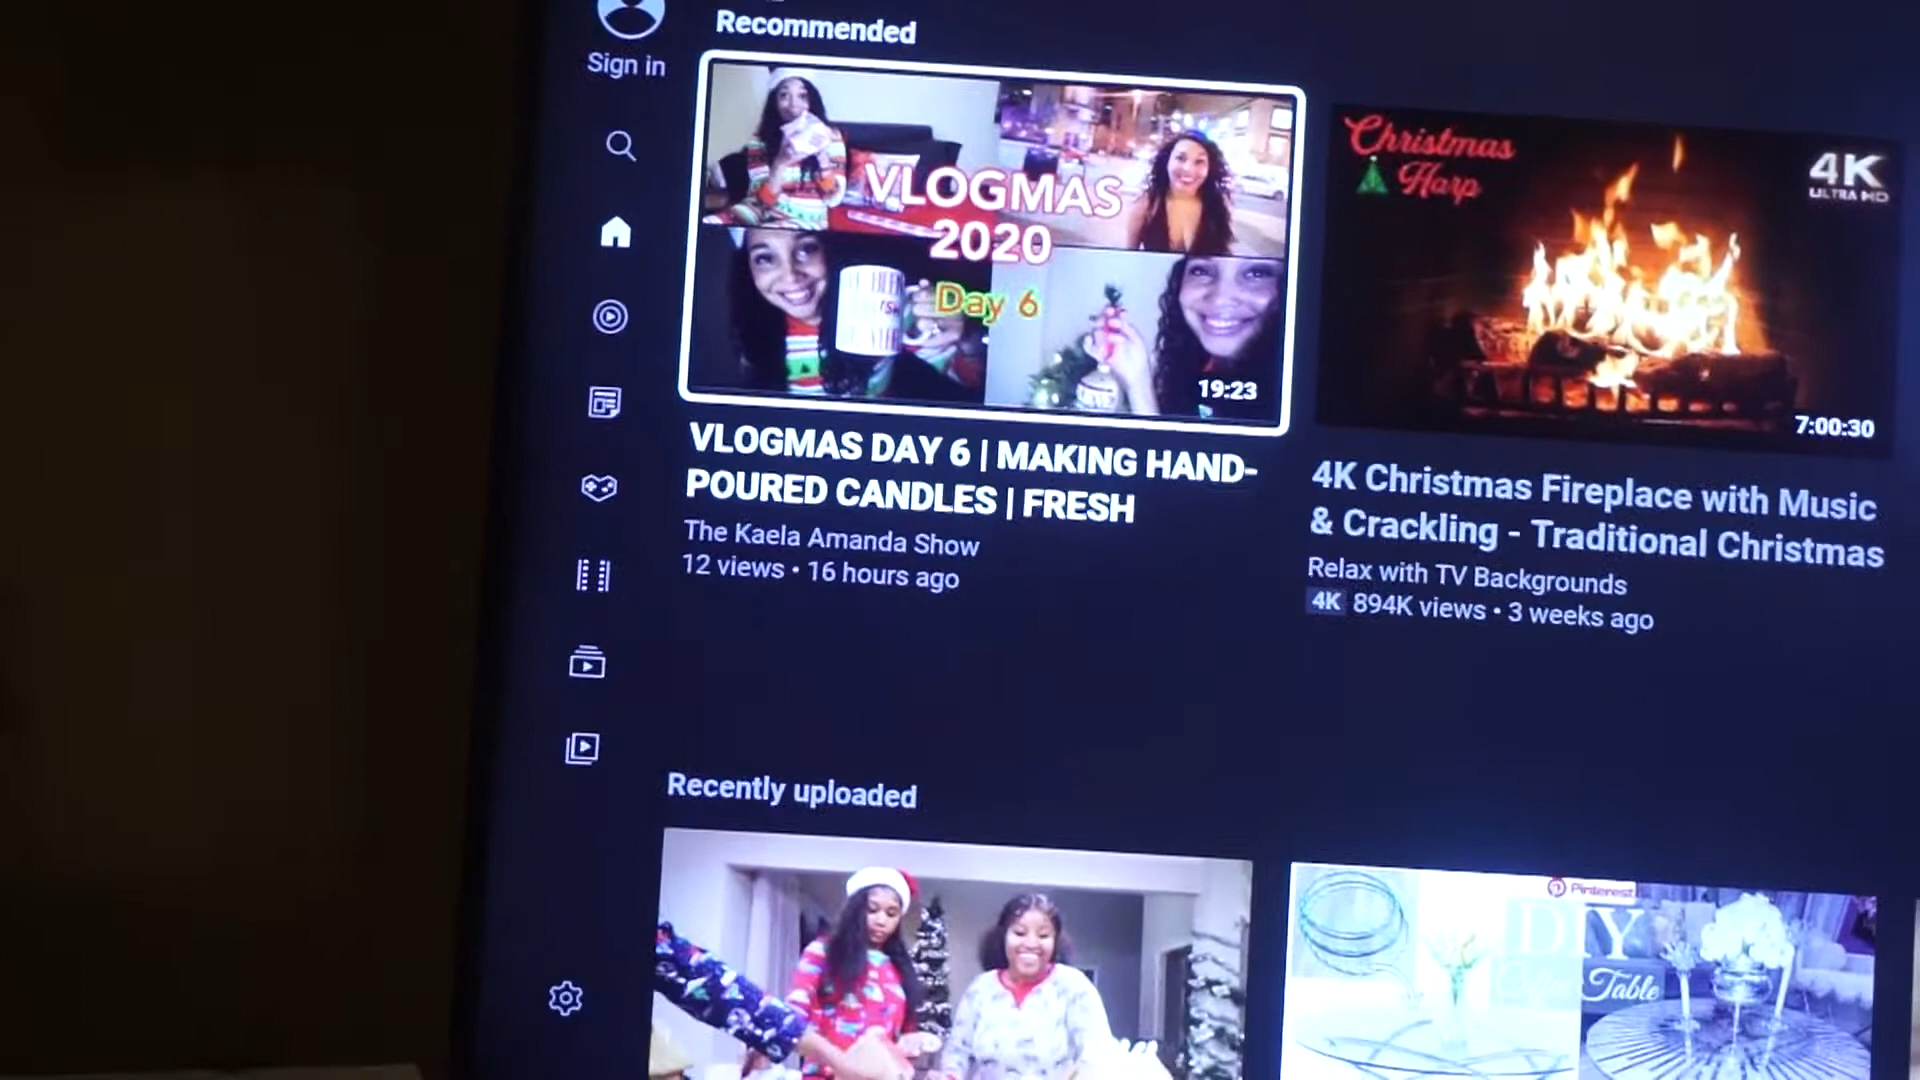 Recommended
Sign in
VLOGMAS
2020
Day 6
19:23
Christmas
Harp
4K
ULTRA HD
7:00:30
VLOGMAS DAY 6 | MAKING HAND-
POURED CANDLES | FRESH
The Kaela Amanda Show
12 views • 16 hours ago
4K Christmas Fireplace with Music
& Crackling - Traditional Christmas
Relax with TV Backgrounds
4K 894K views • 3 weeks ago
Recently uploaded
Pinterest
DIY
Table